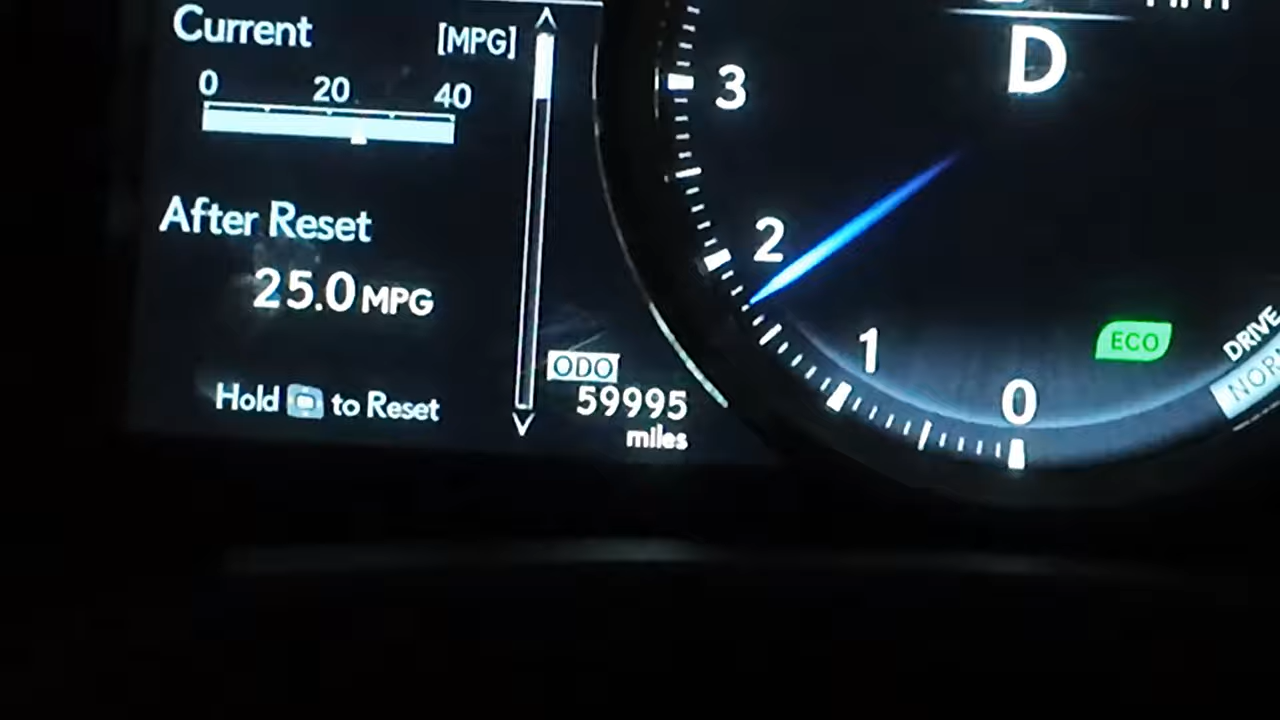 Current [MPG]
0 20 40
After Reset
25.0 MPG
Hold to Reset
ODO
59995
miles
D
3
2
1
0
ECO
DRIVE